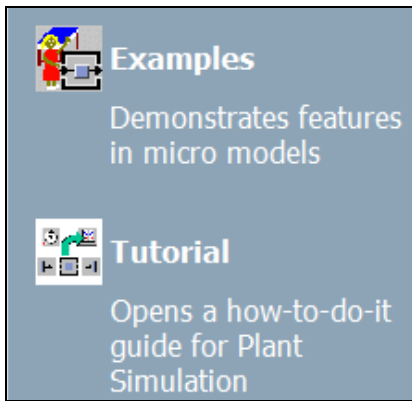 Examples
Demonstrates features
in micro models
Tutorial
Opens a how-to-do-it
guide for Plant
Simulation